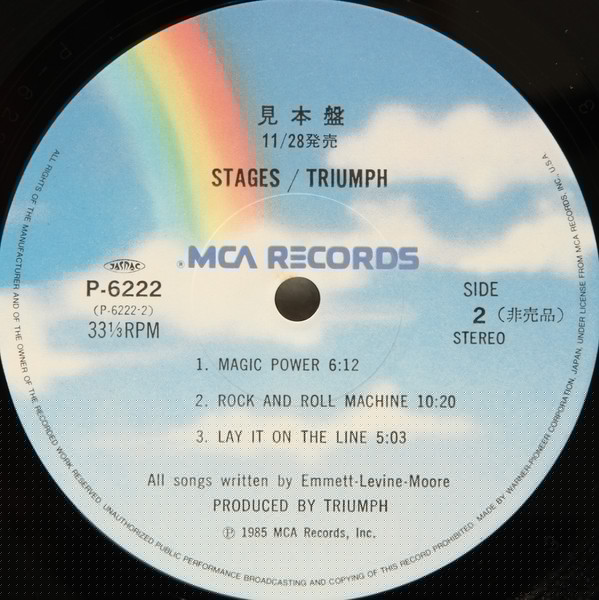 見本盤
11/28発売
STAGES / TRIUMPH
® MCA RECORDS
JASRAC
P-6222
(P-6222-2)
33⅓RPM
SIDE
2 (非売品)
STEREO
1. MAGIC POWER 6:12
2. ROCK AND ROLL MACHINE 10:20
3. LAY IT ON THE LINE 5:03
All songs written by Emmett-Levine-Moore
PRODUCED BY TRIUMPH
Ⓟ 1985 MCA Records, Inc.
ALL RIGHTS OF THE MANUFACTURER AND OF THE OWNER OF THE RECORDED WORK RESERVED. UNAUTHORIZED PUBLIC PERFORMANCE BROADCASTING AND COPYING OF THIS RECORD PROHIBITED. MADE BY WARNER-PIONEER CORPORATION, JAPAN, UNDER LICENSE FROM MCA RECORDS, INC. U.S.A.